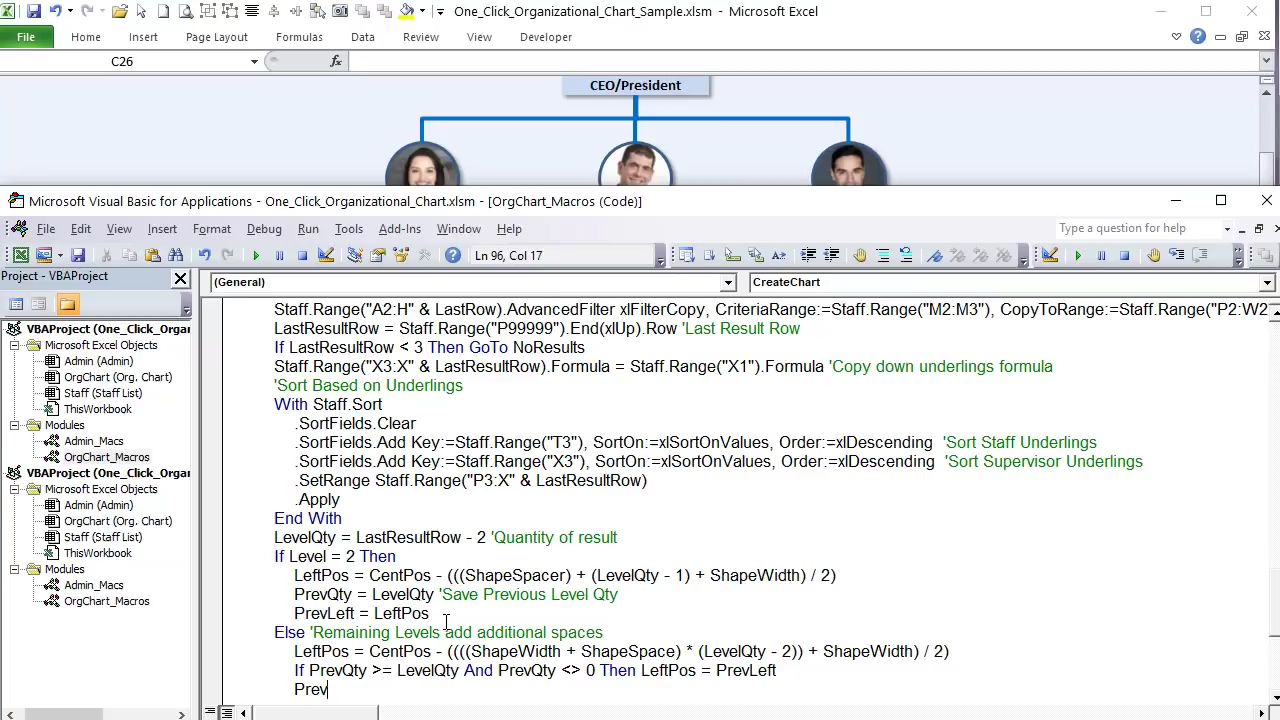 One_Click_Organizational_Chart_Sample.xlsm - Microsoft Excel
File Home Insert Page Layout Formulas Data Review View Developer
C26 fx
CEO/President
Microsoft Visual Basic for Applications - One_Click_Organizational_Chart.xlsm - [OrgChart_Macros (Code)]
File Edit View Insert Format Debug Run Tools Add-Ins Window Help Type a question for help
Ln 96, Col 17
Project - VBAProject
(General) CreateChart
VBAProject (One_Click_Organ
Microsoft Excel Objects
Admin (Admin)
OrgChart (Org. Chart)
Staff (Staff List)
ThisWorkbook
Modules
Admin_Macs
OrgChart_Macros
VBAProject (One_Click_Organ
Microsoft Excel Objects
Admin (Admin)
OrgChart (Org. Chart)
Staff (Staff List)
ThisWorkbook
Modules
Admin_Macs
OrgChart_Macros
Staff.Range("A2:H" & LastRow).AdvancedFilter xlFilterCopy, CriteriaRange:=Staff.Range("M2:M3"), CopyToRange:=Staff.Range("P2:W2
LastResultRow = Staff.Range("P99999").End(xlUp).Row 'Last Result Row
If LastResultRow < 3 Then GoTo NoResults
Staff.Range("X3:X" & LastResultRow).Formula = Staff.Range("X1").Formula 'Copy down underlings formula
'Sort Based on Underlings
With Staff.Sort
.SortFields.Clear
.SortFields.Add Key:=Staff.Range("T3"), SortOn:=xlSortOnValues, Order:=xlDescending 'Sort Staff Underlings
.SortFields.Add Key:=Staff.Range("X3"), SortOn:=xlSortOnValues, Order:=xlDescending 'Sort Supervisor Underlings
.SetRange Staff.Range("P3:X" & LastResultRow)
.Apply
End With
LevelQty = LastResultRow - 2 'Quantity of result
If Level = 2 Then
LeftPos = CentPos - (((ShapeSpacer) + (LevelQty - 1) + ShapeWidth) / 2)
PrevQty = LevelQty 'Save Previous Level Qty
PrevLeft = LeftPos
Else 'Remaining Levels add additional spaces
LeftPos = CentPos - ((((ShapeWidth + ShapeSpace) * (LevelQty - 2)) + ShapeWidth) / 2)
If PrevQty >= LevelQty And PrevQty <> 0 Then LeftPos = PrevLeft
Prev